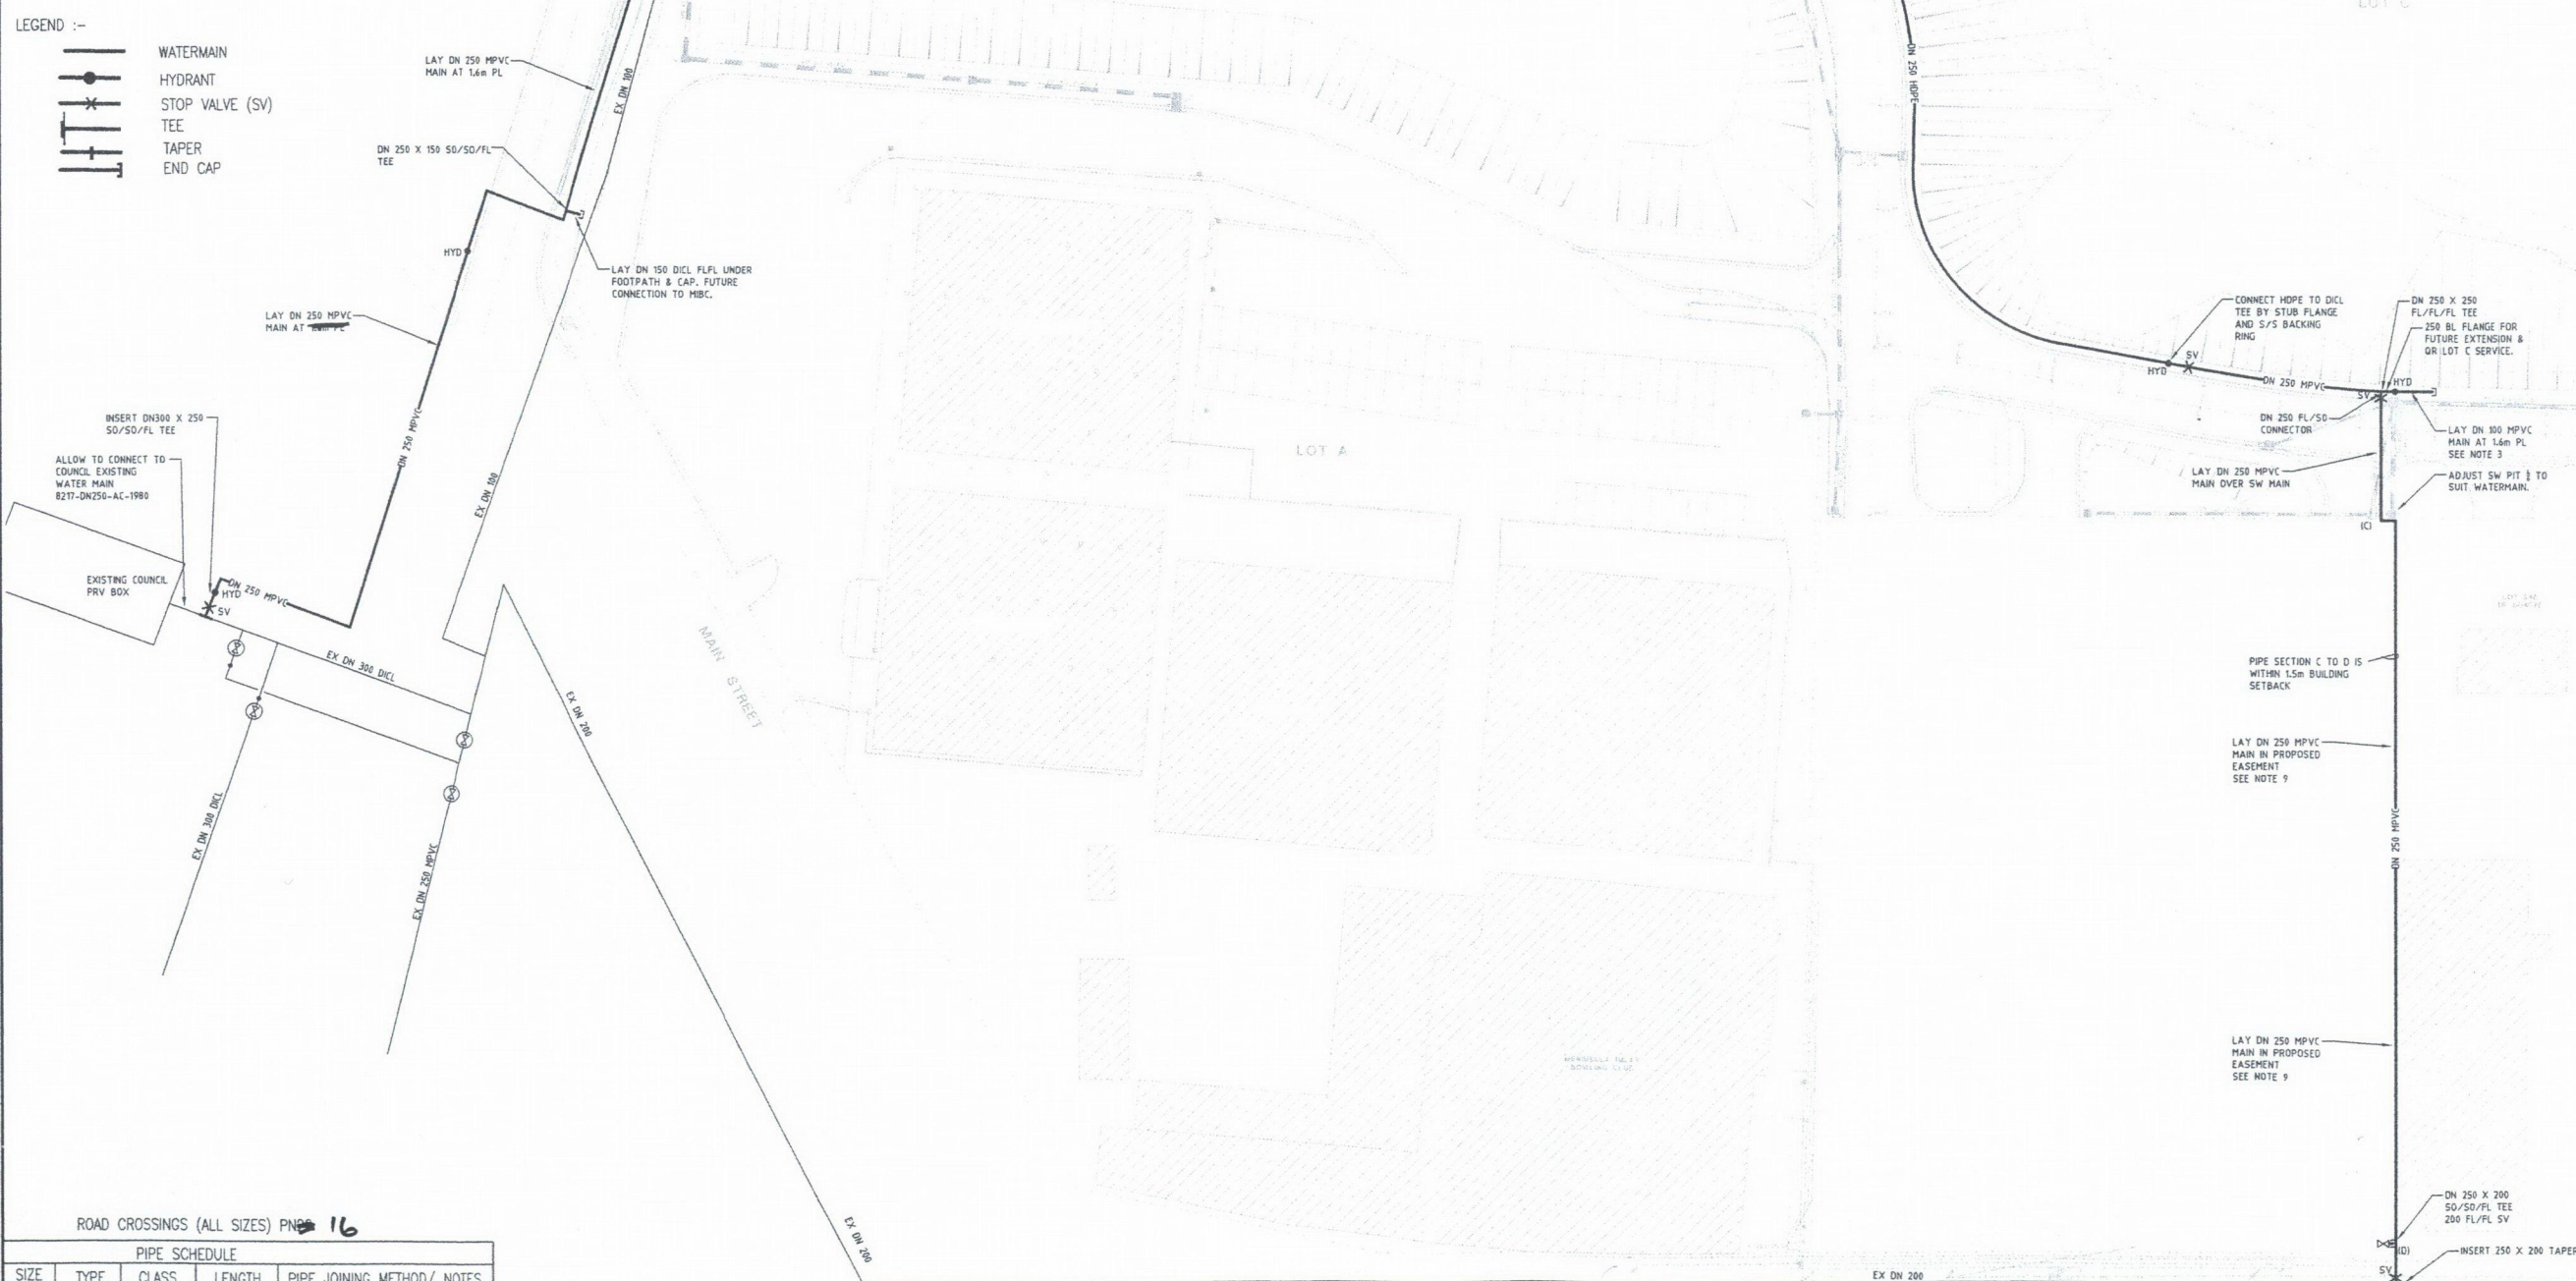 LEGEND :-
WATERMAIN
HYDRANT
STOP VALVE (SV)
TEE
TAPER
END CAP
LAY DN 250 MPVC
MAIN AT 1.6m PL
EX DN 100
DN 250 X 150 SO/SO/FL
TEE
HYD
LAY DN 150 DICL FLFL UNDER
FOOTPATH & CAP. FUTURE
CONNECTION TO MIBC.
LAY DN 250 MPVC
MAIN AT
DN 250 MPVC
EX DN 100
INSERT DN300 X 250
SO/SO/FL TEE
ALLOW TO CONNECT TO
COUNCIL EXISTING
WATER MAIN
8217-DN250-AC-1980
EXISTING COUNCIL
PRV BOX
DN 250 MPVC
HYD
SV
EX DN 300 DICL
EX DN 300 DICL
EX DN 250 MPVC
EX DN 200
EX DN 200
MAIN STREET
LOT A
LOT C
BOWLING CLUB
DN 250 HDPE
CONNECT HDPE TO DICL
TEE BY STUB FLANGE
AND S/S BACKING
RING
HYD
SV
DN 250 MPVC
DN 250 X 250
FL/FL/FL TEE
250 BL FLANGE FOR
FUTURE EXTENSION &
OR LOT C SERVICE.
HYD
SV
DN 250 FL/SO
CONNECTOR
LAY DN 100 MPVC
MAIN AT 1.6m PL
SEE NOTE 3
LAY DN 250 MPVC
MAIN OVER SW MAIN
ADJUST SW PIT ℄ TO
SUIT WATERMAIN.
(C)
PIPE SECTION C TO D IS
WITHIN 1.5m BUILDING
SETBACK
LAY DN 250 MPVC
MAIN IN PROPOSED
EASEMENT
SEE NOTE 9
DN 250 MPVC
LAY DN 250 MPVC
MAIN IN PROPOSED
EASEMENT
SEE NOTE 9
DN 250 X 200
SO/SO/FL TEE
200 FL/FL SV
(D)
INSERT 250 X 200 TAPER
SV
EX DN 200
ROAD CROSSINGS (ALL SIZES) PN 16
PIPE SCHEDULE
SIZE TYPE CLASS LENGTH PIPE JOINING METHOD/ NOTES